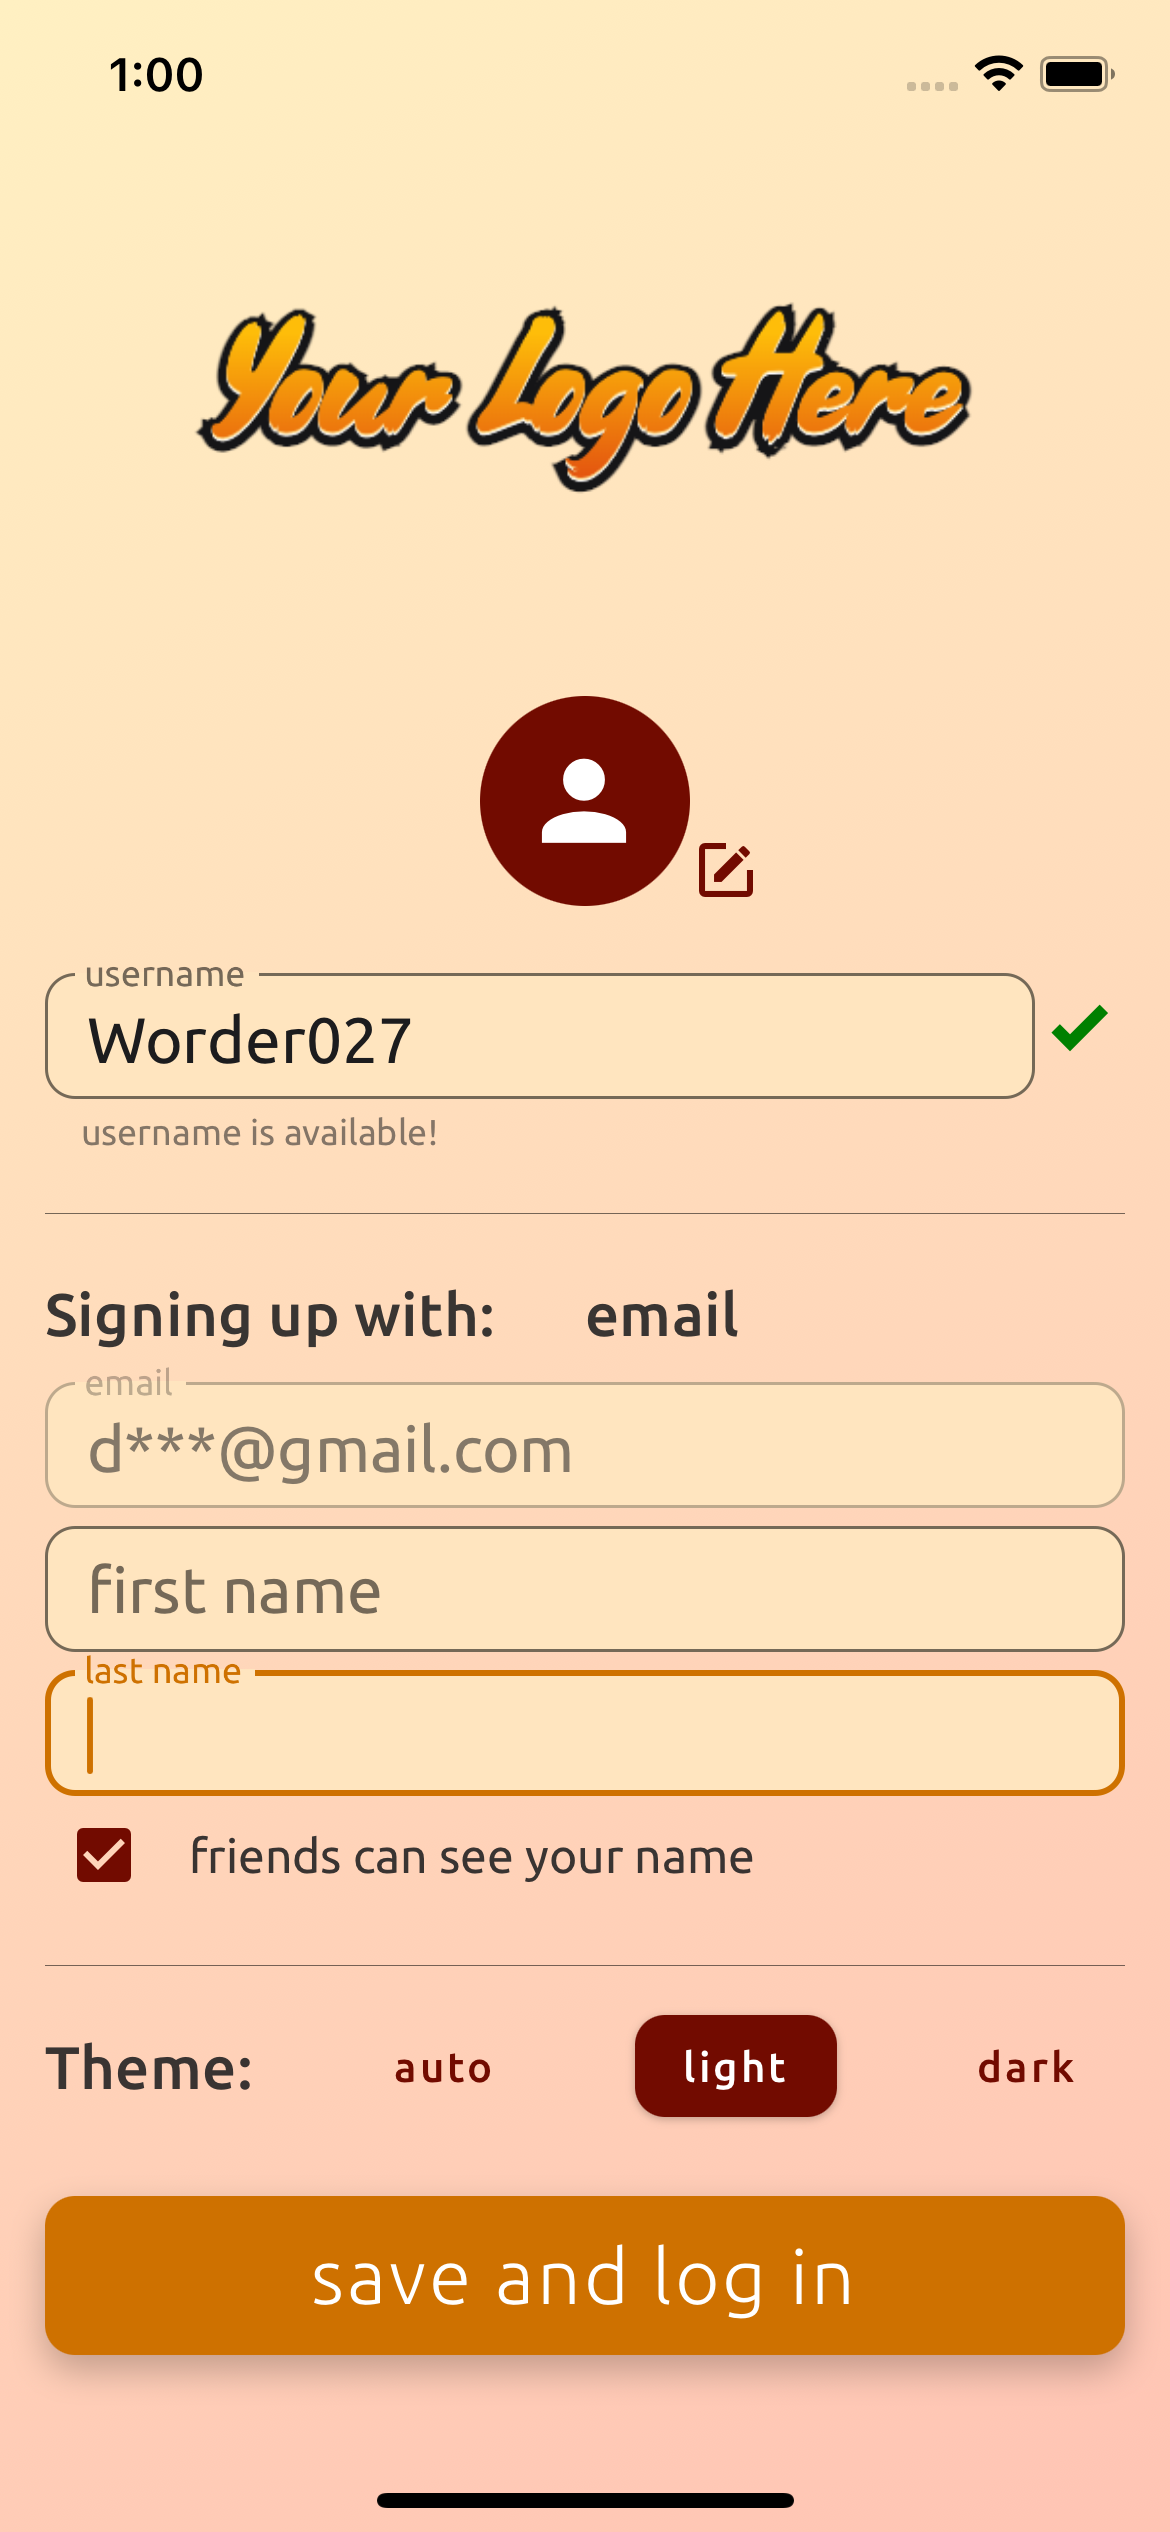 1:00
Your Logo Here
username
Worder027
username is available!
Signing up with: email
email
d***@gmail.com
first name
last name
friends can see your name
Theme: auto light dark
save and log in